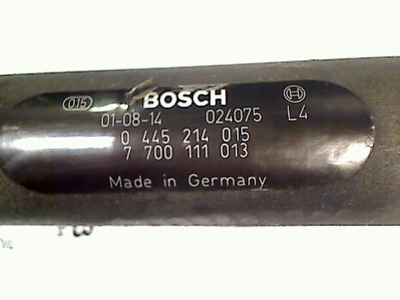 015 BOSCH
01-08-14 024075 L4
0 445 214 015
7 700 111 013
Made in Germany